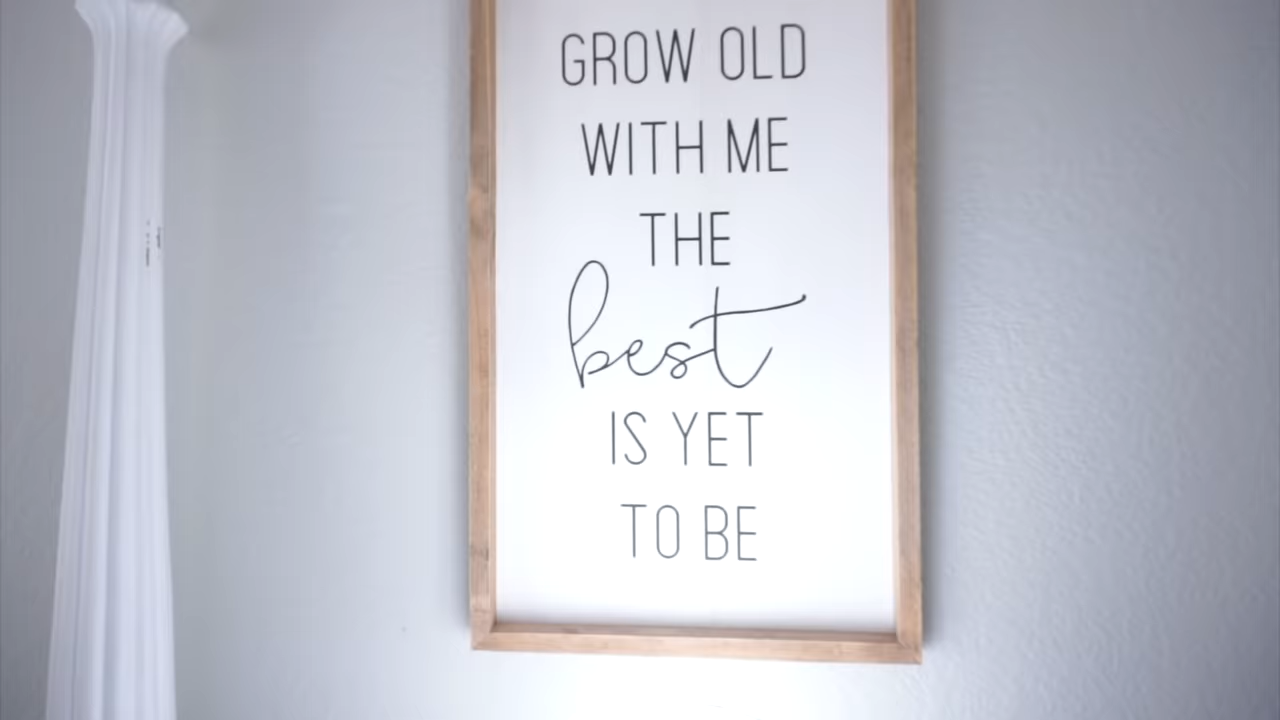 GROW OLD
WITH ME
THE
best
IS YET
TO BE